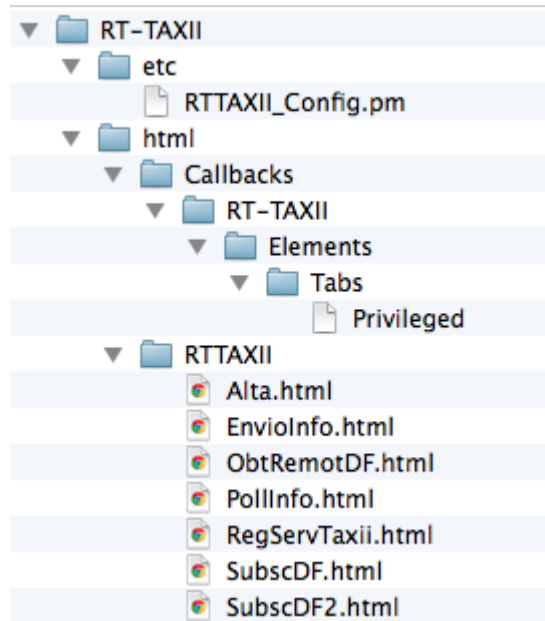 RT-TAXII
etc
RTTAXII_Config.pm
html
Callbacks
RT-TAXII
Elements
Tabs
Privileged
RTTAXII
Alta.html
EnvioInfo.html
ObtRemotDF.html
PollInfo.html
RegServTaxii.html
SubscDF.html
SubscDF2.html